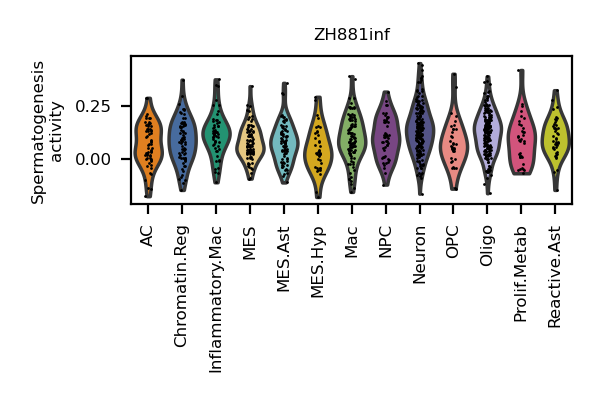 ZH881inf
Spermatogenesis
activity
0.25
0.00
AC
Chromatin.Reg
Inflammatory.Mac
MES
MES.Ast
MES.Hyp
Mac
NPC
Neuron
OPC
Oligo
Prolif.Metab
Reactive.Ast